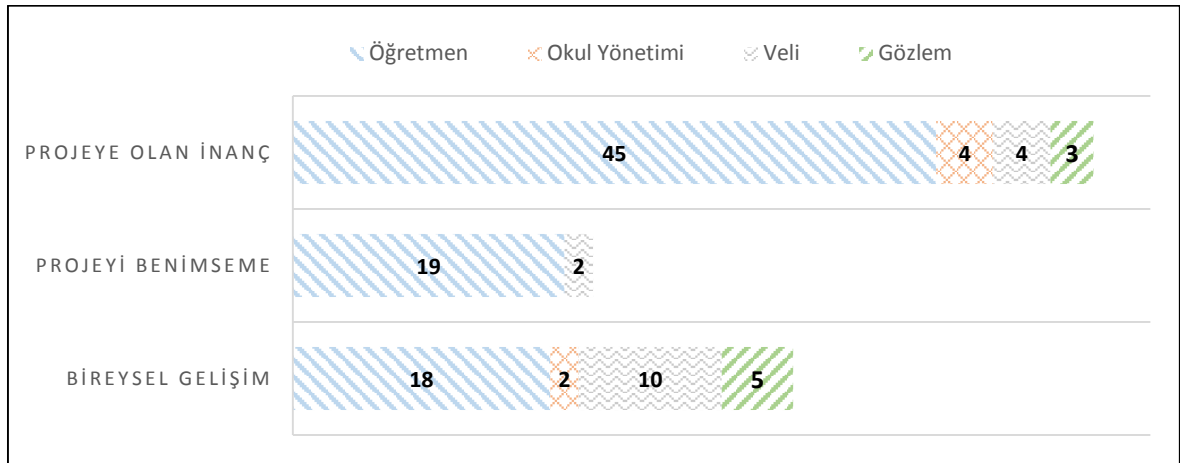 Öğretmen Okul Yönetimi Veli Gözlem
PROJEYE OLAN İNANÇ 45 4 4 3
PROJEYİ BENİMSEME 19 2
BİREYSEL GELİŞİM 18 2 10 5